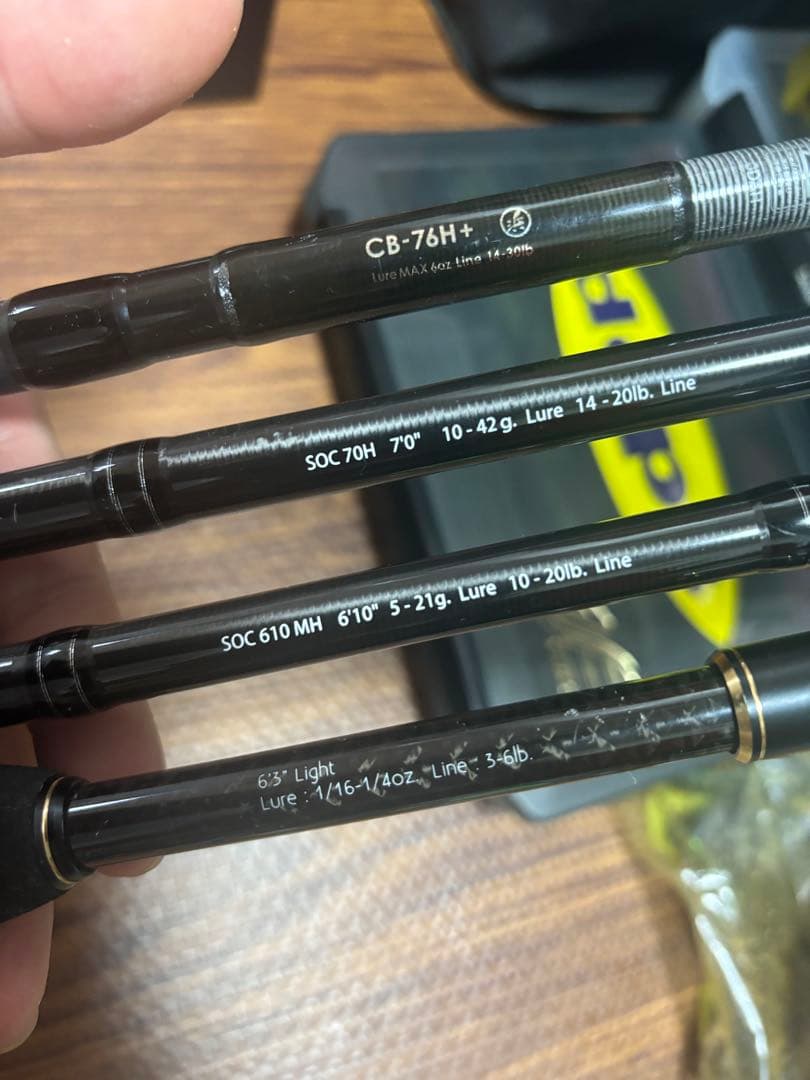 CB-76H+
Lure MAX 6oz Line 14-30lb
SOC 70H 7'0" 10-42g. Lure 14-20lb. Line
SOC 610 MH 6'10" 5-21g. Lure 10-20lb. Line
6'3" Light
Lure : 1/16-1/4oz. Line : 3-6lb.